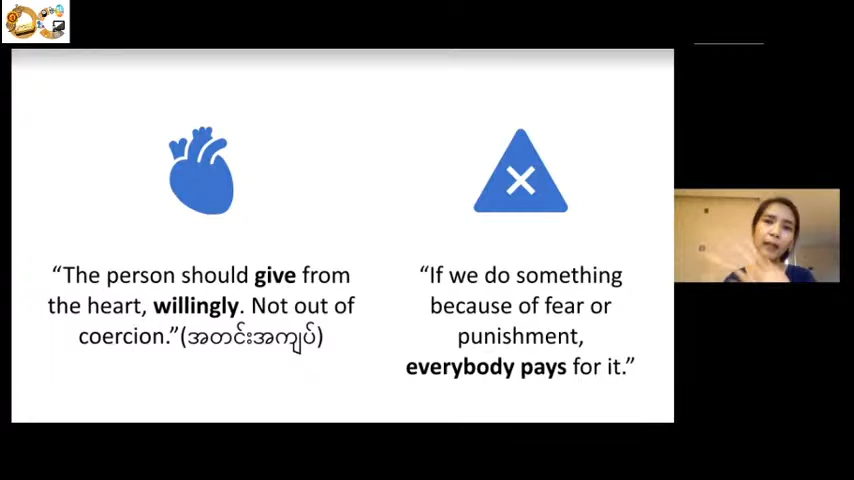 “The person should give from
the heart, willingly. Not out of
coercion.”(အတင်းအကျပ်)
“If we do something
because of fear or
punishment,
everybody pays for it.”